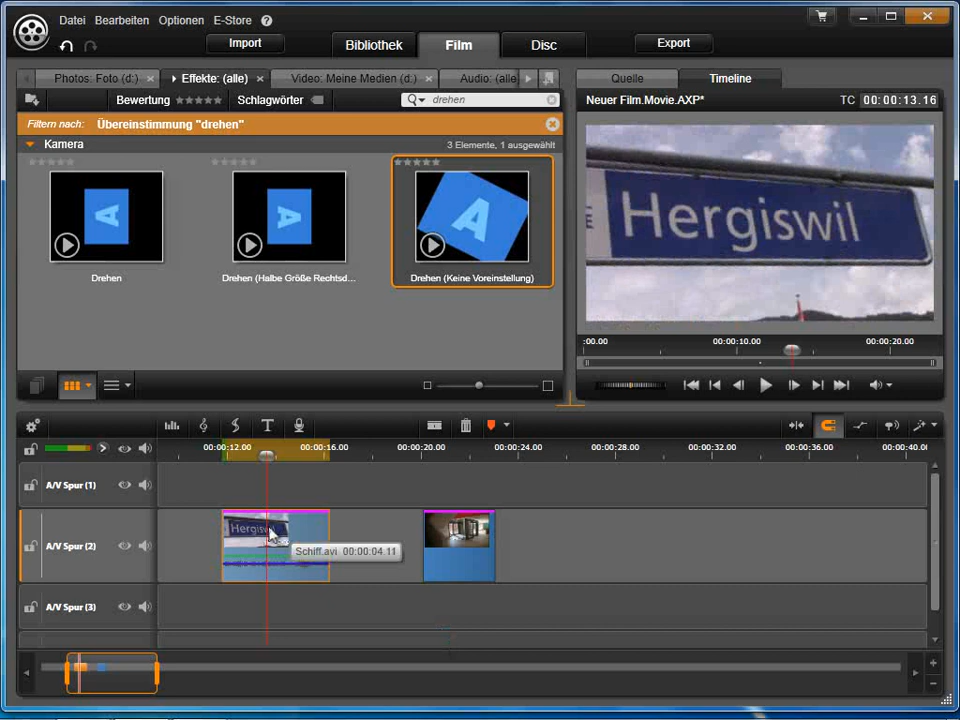 Datei Bearbeiten Optionen E-Store ?
Import Bibliothek Film Disc Export
Photos: Foto (d:) Effekte: (alle) Video: Meine Medien (d:) Audio: (alle
Quelle Timeline
Bewertung Schlagwörter drehen
Neuer Film.Movie.AXP* TC 00:00:13.16
Filtern nach: Übereinstimmung "drehen"
Kamera 3 Elemente, 1 ausgewählt
A A A
Hergiswil
Drehen Drehen (Halbe Größe Rechtsd... Drehen (Keine Voreinstellung)
:00.00 00:00:10.00 00:00:20.00
00:00:12.00 00:00:16.00 00:00:20.00 00:00:24.00 00:00:28.00 00:00:32.00 00:00:36.00 00:00:40.00
A/V Spur (1)
Hergiswil
A/V Spur (2)
Schiff.avi 00:00:04.11
A/V Spur (3)